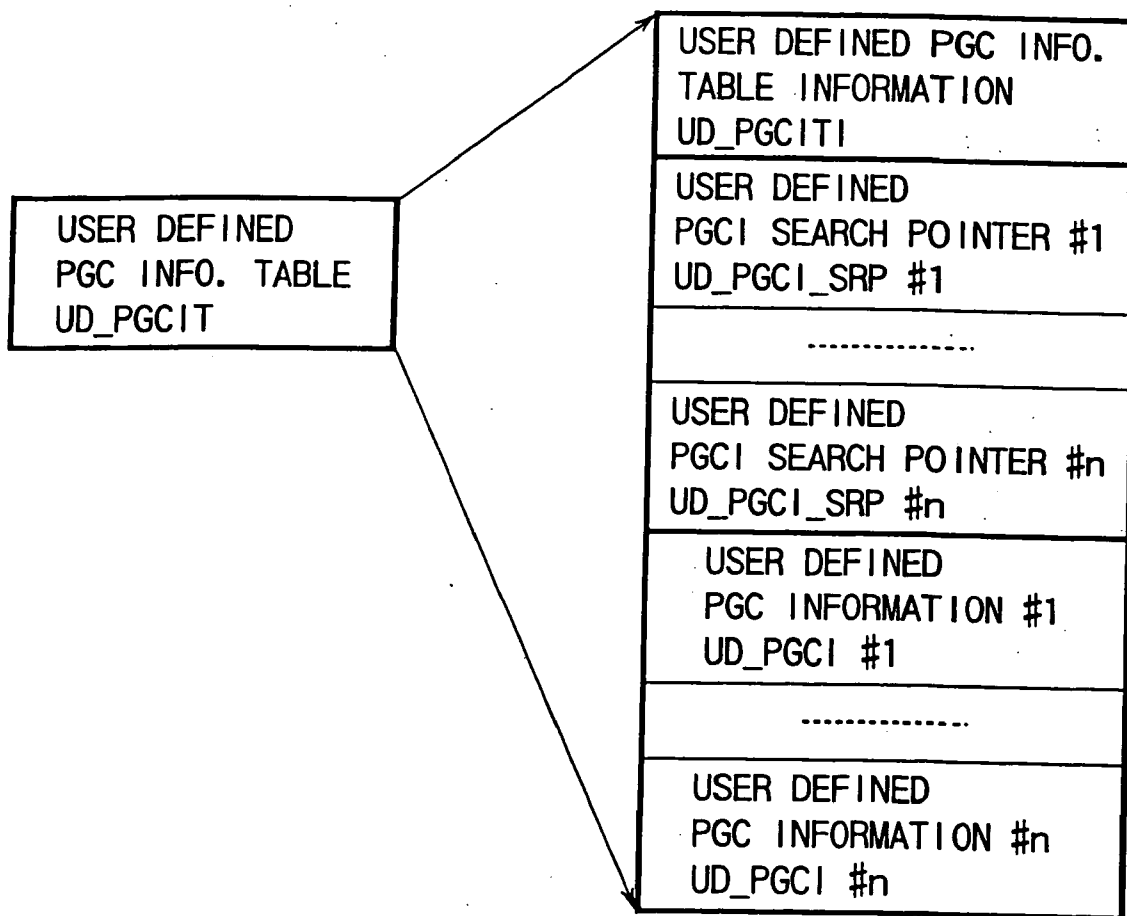 USER DEFINED
PGC INFO. TABLE
UD_PGCIT
USER DEFINED PGC INFO.
TABLE INFORMATION
UD_PGCITI
USER DEFINED
PGCI SEARCH POINTER #1
UD_PGCI_SRP #1
USER DEFINED
PGCI SEARCH POINTER #n
UD_PGCI_SRP #n
USER DEFINED
PGC INFORMATION #1
UD_PGCI #1
USER DEFINED
PGC INFORMATION #n
UD_PGCI #n